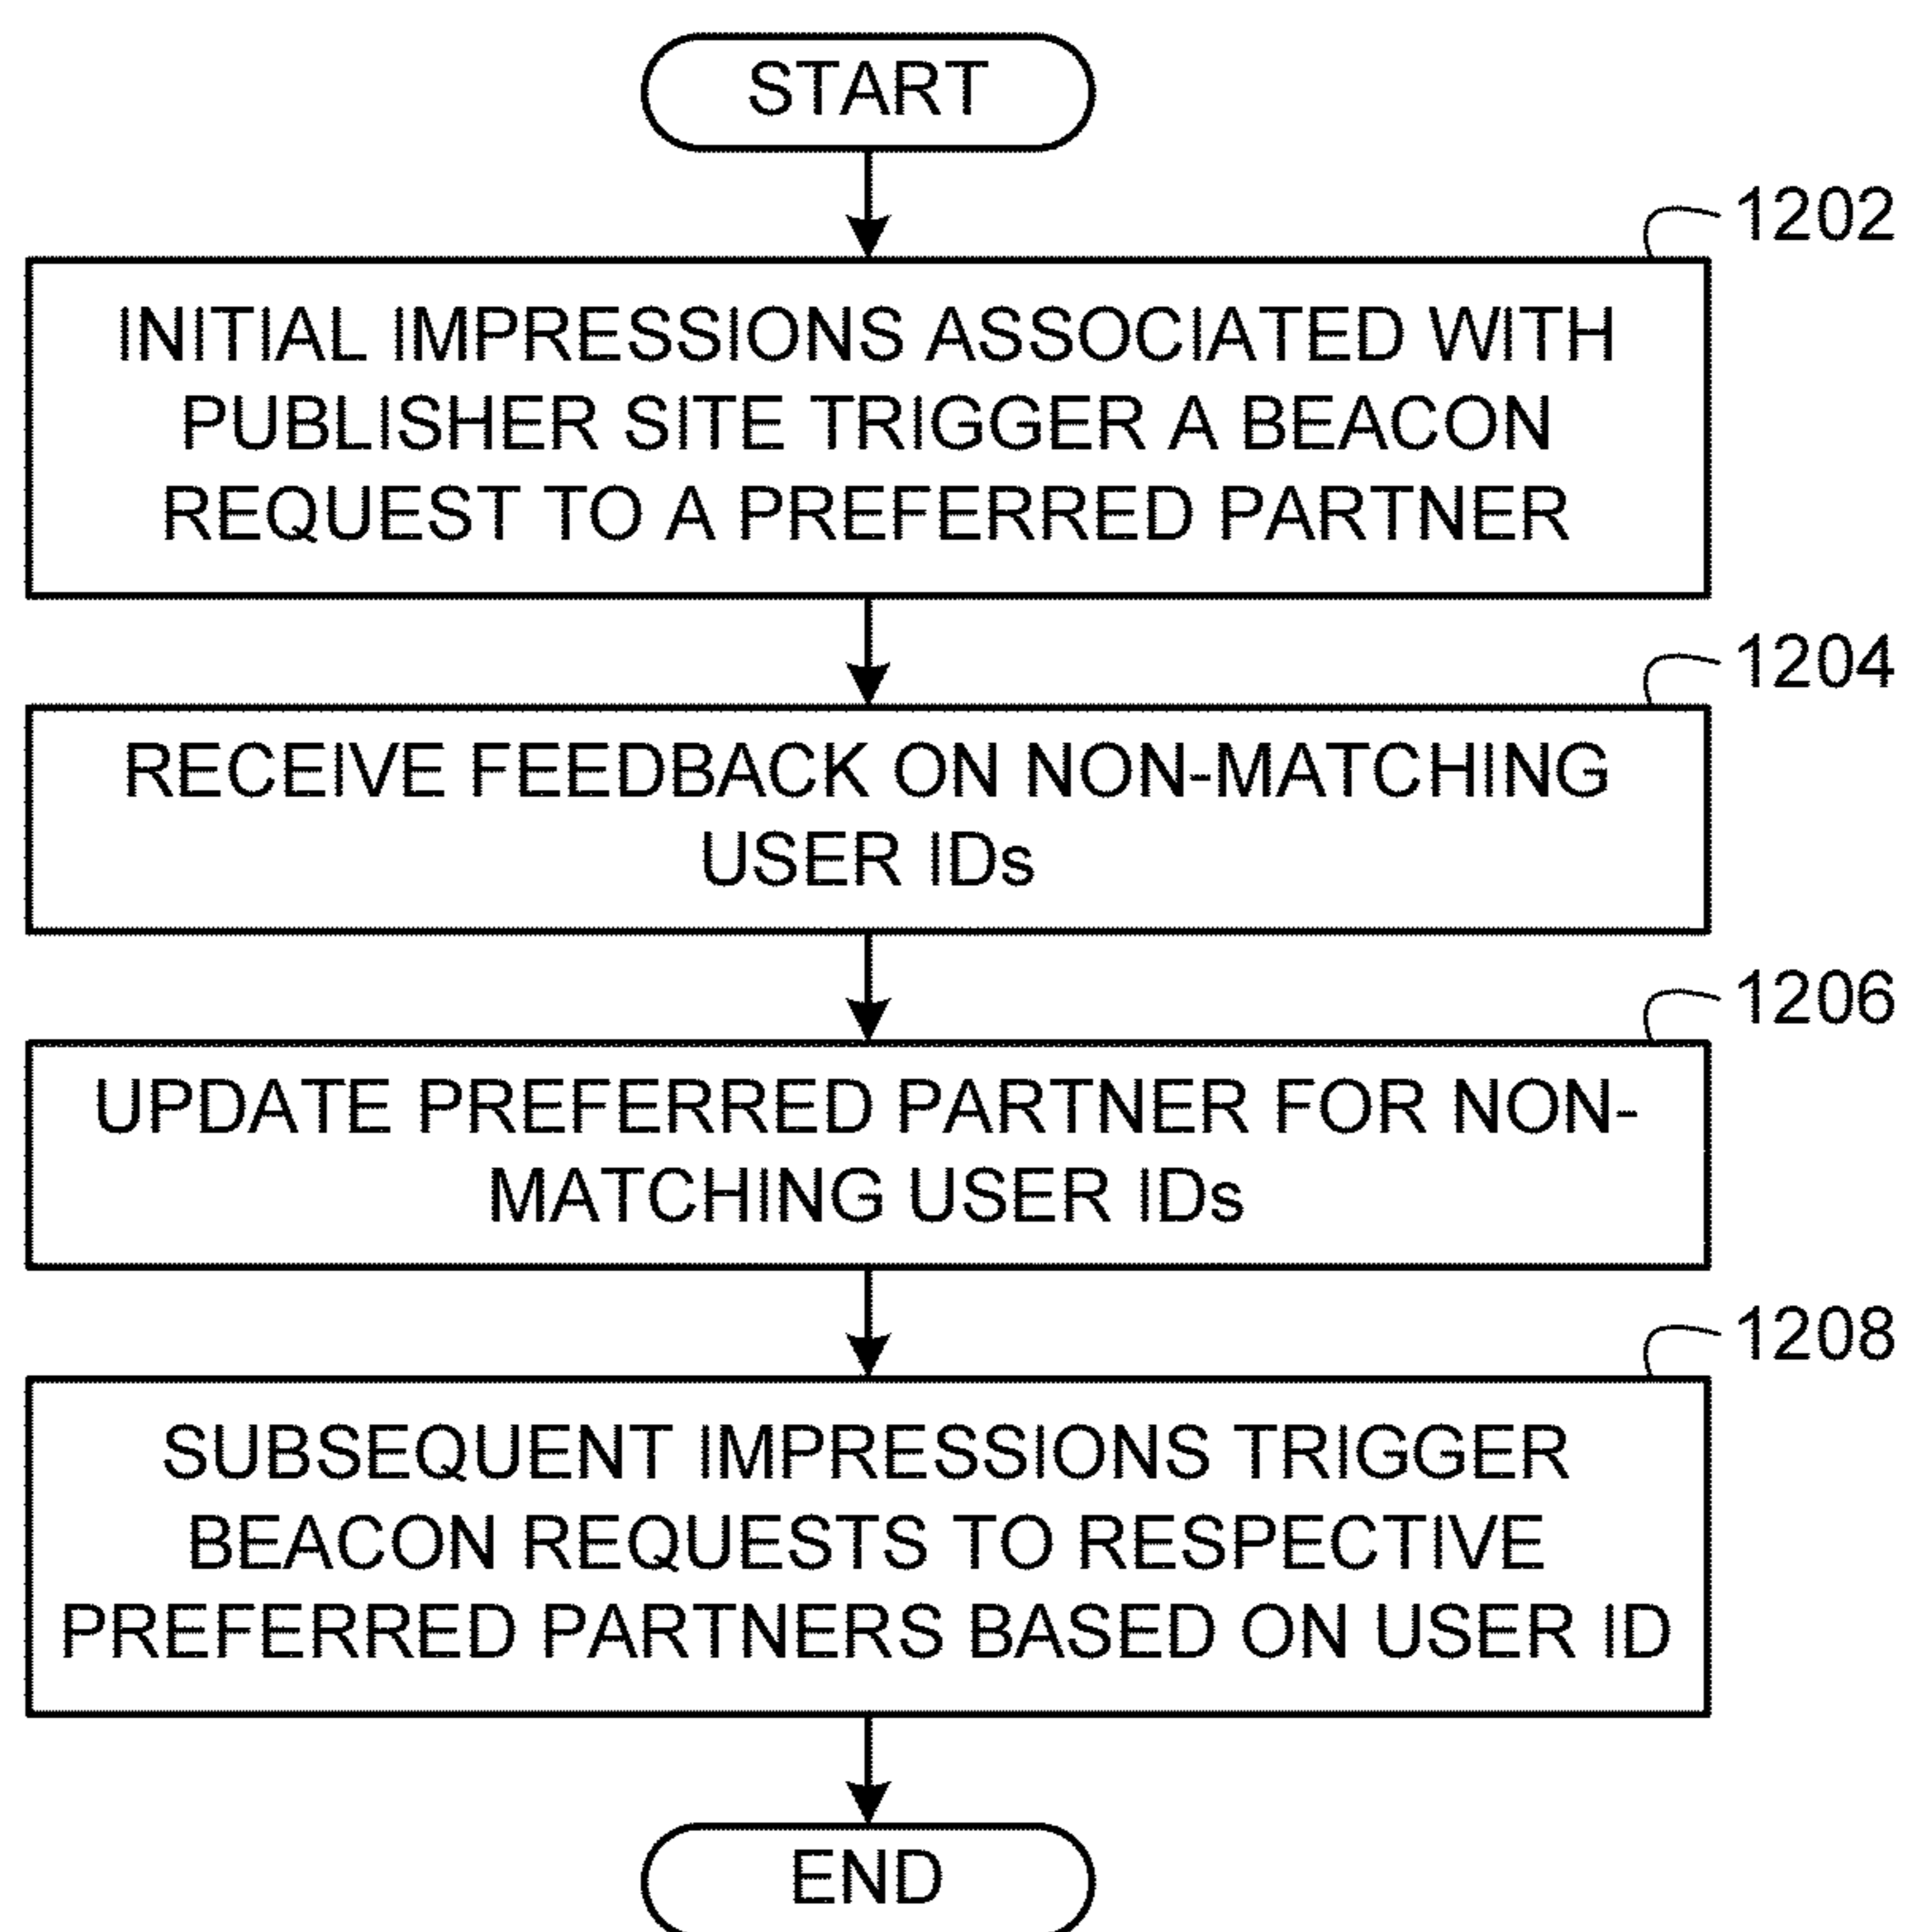 START
1202
INITIAL IMPRESSIONS ASSOCIATED WITH
PUBLISHER SITE TRIGGER A BEACON
REQUEST TO A PREFERRED PARTNER
1204
RECEIVE FEEDBACK ON NON-MATCHING
USER IDs
1206
UPDATE PREFERRED PARTNER FOR NON-
MATCHING USER IDs
1208
SUBSEQUENT IMPRESSIONS TRIGGER
BEACON REQUESTS TO RESPECTIVE
PREFERRED PARTNERS BASED ON USER ID
END